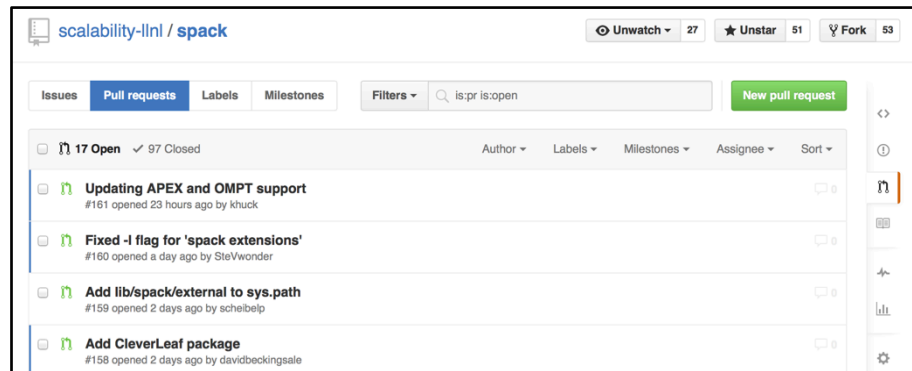 scalability-llnl / spack
Unwatch 27 Unstar 51 Fork 53
Issues Pull requests Labels Milestones Filters is:pr is:open New pull request
17 Open 97 Closed Author Labels Milestones Assignee Sort
Updating APEX and OMPT support 0
#161 opened 23 hours ago by khuck
Fixed -l flag for 'spack extensions' 0
#160 opened a day ago by SteVwonder
Add lib/spack/external to sys.path 0
#159 opened 2 days ago by scheibelp
Add CleverLeaf package 0
#158 opened 2 days ago by davidbeckingsale